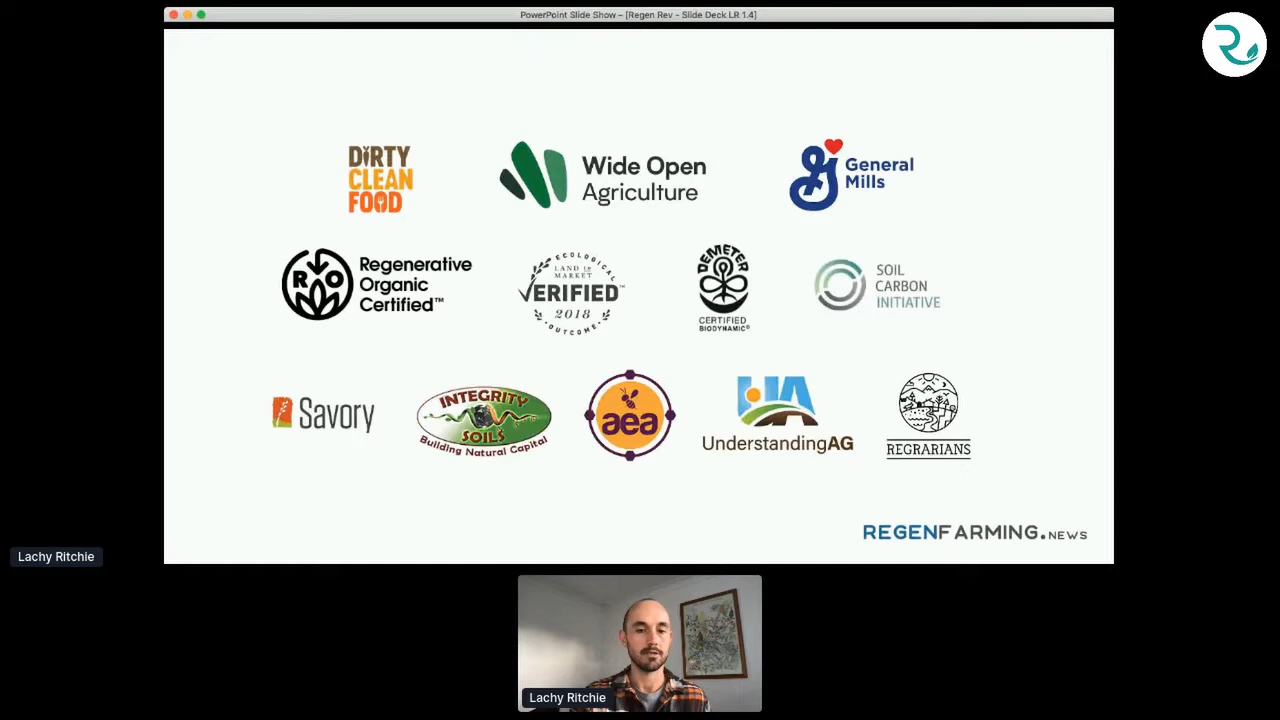 PowerPoint Slide Show – [Regen Rev - Slide Deck LR 1.4]
DiRTY
CLEAN
FOOD
Wide Open
Agriculture
General
Mills
R O
Regenerative
Organic
Certified™
ECOLOGICAL
LAND to
MARKET
VERIFIED™
2018
OUTCOME
DEMETER
CERTIFIED
BIODYNAMIC®
SOIL
CARBON
INITIATIVE
Savory
INTEGRITY
SOILS
Building Natural Capital
aea
UnderstandingAG
REGRARIANS
REGENFARMING.NEWS
Lachy Ritchie
Lachy Ritchie